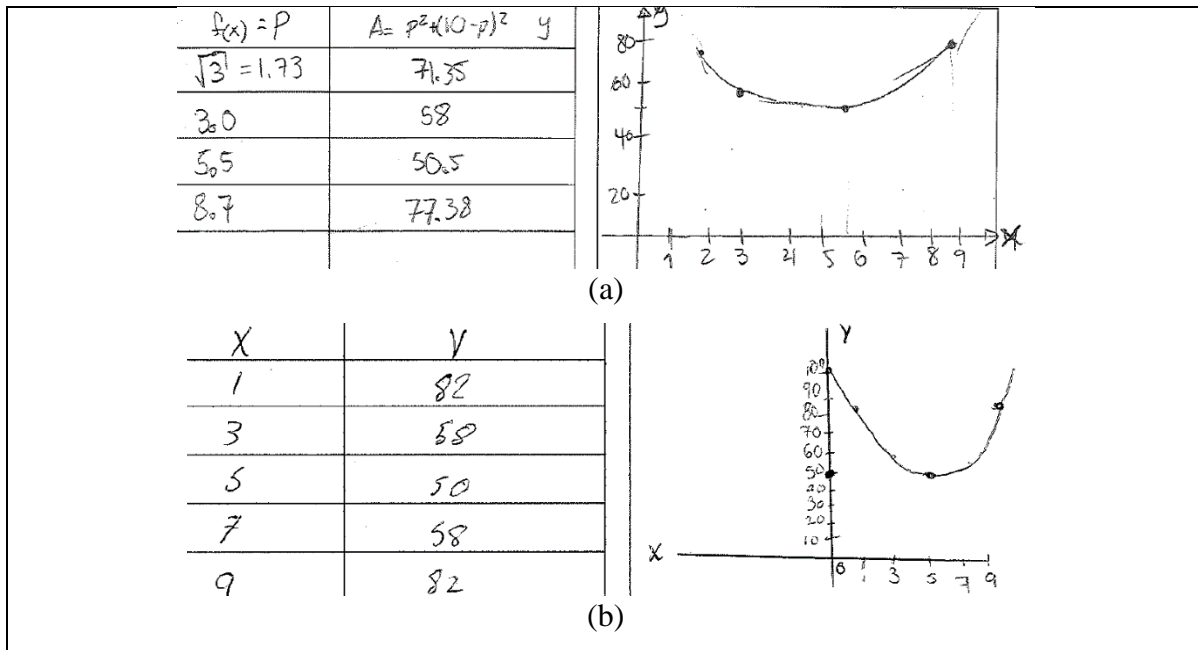 f(x) = P    A= p²+(10-p)²  y
√3 = 1.73    71.35
3.0    58
5.5    50.5
8.7    77.38
y
80
60
40
20
1 2 3 4 5 6 7 8 9 x
(a)
X    V
1    82
3    58
5    50
7    58
9    82
Y
100
90
80
70
60
50
40
30
20
10
X
0 1 3 5 7 9
(b)